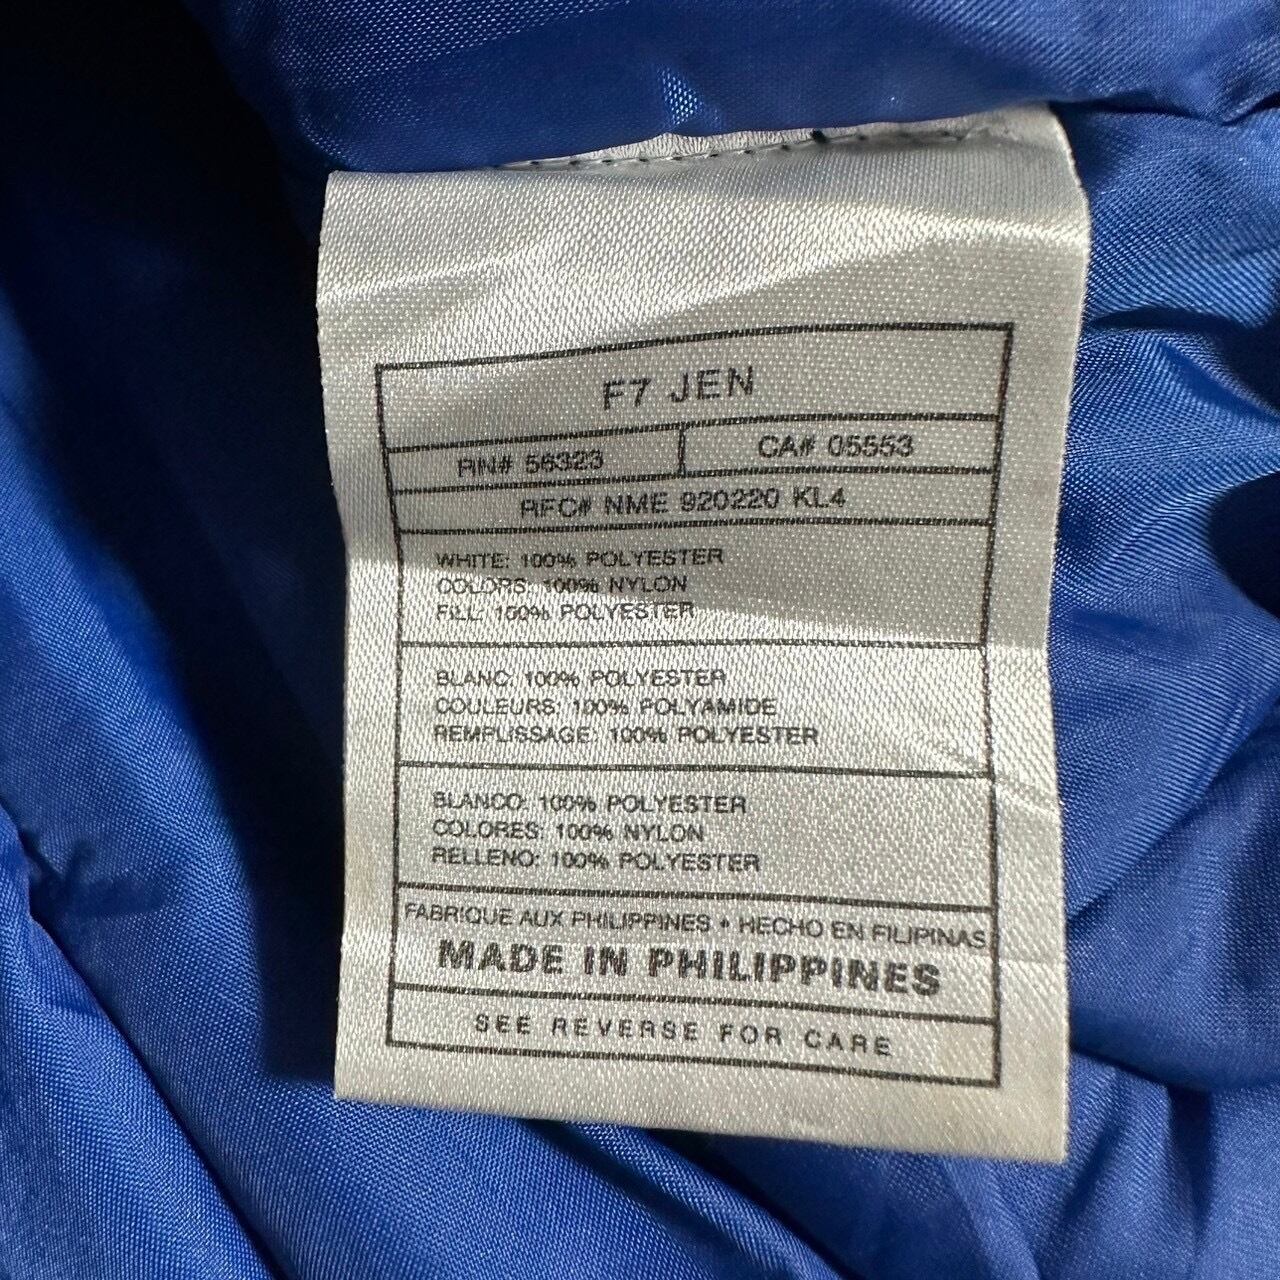 F7 JEN
RN# 56323 CA# 05553
RFC# NME 920220 KL4
WHITE: 100% POLYESTER
COLORS: 100% NYLON
FILL: 100% POLYESTER
BLANC: 100% POLYESTER
COULEURS: 100% POLYAMIDE
REMPLISSAGE: 100% POLYESTER
BLANCO: 100% POLYESTER
COLORES: 100% NYLON
RELLENO: 100% POLYESTER
FABRIQUE AUX PHILIPPINES • HECHO EN FILIPINAS
MADE IN PHILIPPINES
SEE REVERSE FOR CARE